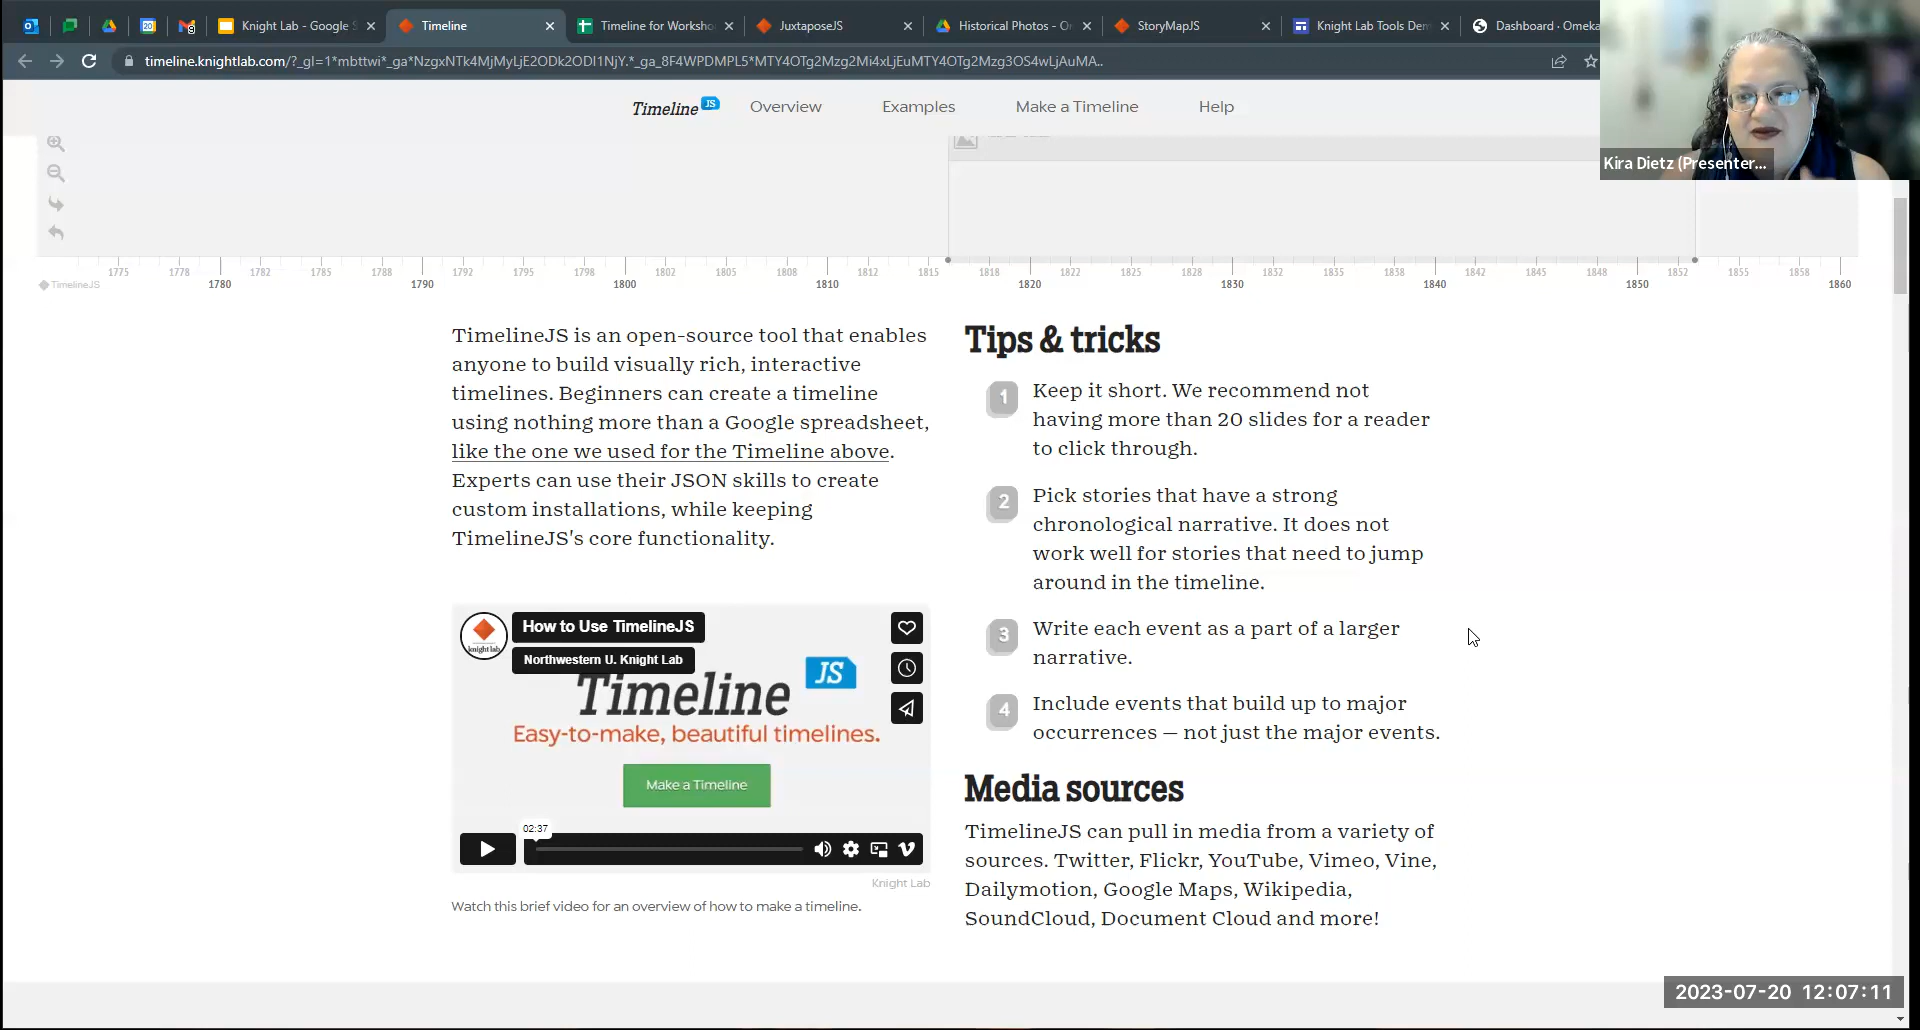 Knight Lab - Google S
Timeline
Timeline for Worksho
JuxtaposeJS
Historical Photos - O
StoryMapJS
Knight Lab Tools Dem
Dashboard · Omeka
timeline.knightlab.com/?_gl=1*mbttwi*_ga*NzgxNTk4MjMyLjE2ODk2ODI1NjY.*_ga_8F4WPDMPL5*MTY4OTg2Mzg2Mi4xLjEuMTY4OTg2Mzg3OS4wLjAuMA..
Timeline JS
Overview
Examples
Make a Timeline
Help
Kira Dietz (Presenter...
1775 1778 1782 1785 1788 1792 1795 1798 1802 1805 1808 1812 1815 1818 1822 1825 1828 1832 1835 1838 1842 1845 1848 1852 1855 1858
TimelineJS
1780 1790 1800 1810 1820 1830 1840 1850 1860
TimelineJS is an open-source tool that enables
anyone to build visually rich, interactive
timelines. Beginners can create a timeline
using nothing more than a Google spreadsheet,
like the one we used for the Timeline above.
Experts can use their JSON skills to create
custom installations, while keeping
TimelineJS's core functionality.
How to Use TimelineJS
Northwestern U. Knight Lab
knight lab
Timeline JS
Easy-to-make, beautiful timelines.
Make a Timeline
02:37
Knight Lab
Watch this brief video for an overview of how to make a timeline.
Tips & tricks
1 Keep it short. We recommend not
having more than 20 slides for a reader
to click through.
2 Pick stories that have a strong
chronological narrative. It does not
work well for stories that need to jump
around in the timeline.
3 Write each event as a part of a larger
narrative.
4 Include events that build up to major
occurrences — not just the major events.
Media sources
TimelineJS can pull in media from a variety of
sources. Twitter, Flickr, YouTube, Vimeo, Vine,
Dailymotion, Google Maps, Wikipedia,
SoundCloud, Document Cloud and more!
2023-07-20 12:07:11